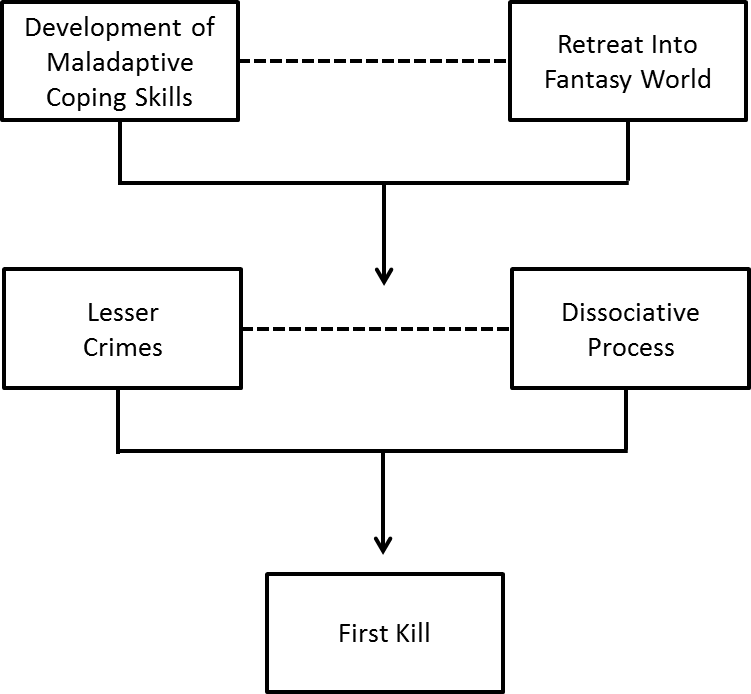 Development of
Maladaptive
Coping Skills
Retreat Into
Fantasy World
Lesser
Crimes
Dissociative
Process
First Kill